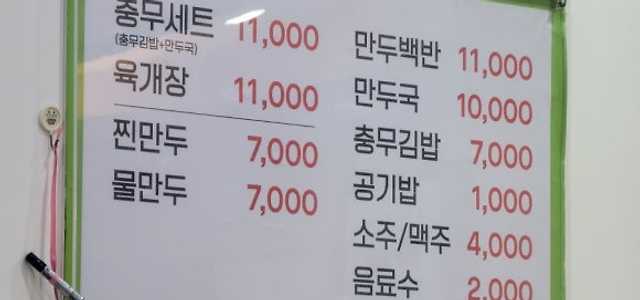 충무세트 11,000
(충무김밥+만두국)
육개장 11,000
찐만두 7,000
물만두 7,000
만두백반 11,000
만두국 10,000
충무김밥 7,000
공기밥 1,000
소주/맥주 4,000
음료수 2,000